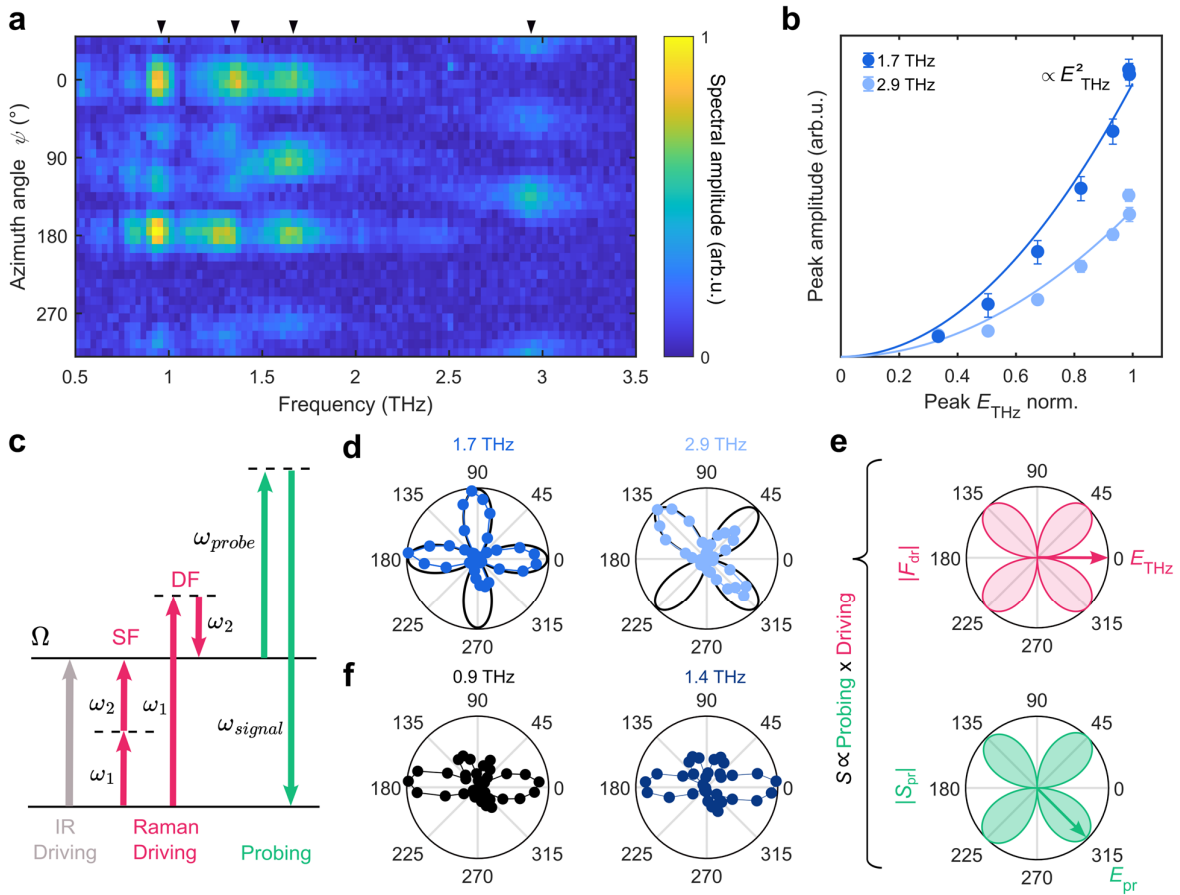 a
0
90
180
270
Azimuth angle ψ (°)
0.5
1
1.5
2
2.5
3
3.5
Frequency (THz)
1
0
Spectral amplitude (arb.u.)
b
1.7 THz
2.9 THz
∝ E²THz
Peak amplitude (arb.u.)
0
0.2
0.4
0.6
0.8
1
Peak ETHz norm.
c
Ω
SF
DF
ω2
ω1
ω1
ω2
ωprobe
ωsignal
IR
Driving
Raman
Driving
Probing
d
1.7 THz
90
135
45
180
0
225
315
270
2.9 THz
90
135
45
180
0
225
315
270
f
0.9 THz
90
135
45
180
0
225
315
270
1.4 THz
90
135
45
180
0
225
315
270
e
S ∝ Probing x Driving
|Fdr|
90
135
45
180
0
ETHz
225
315
270
|Spr|
90
135
45
180
0
225
315
270
Epr